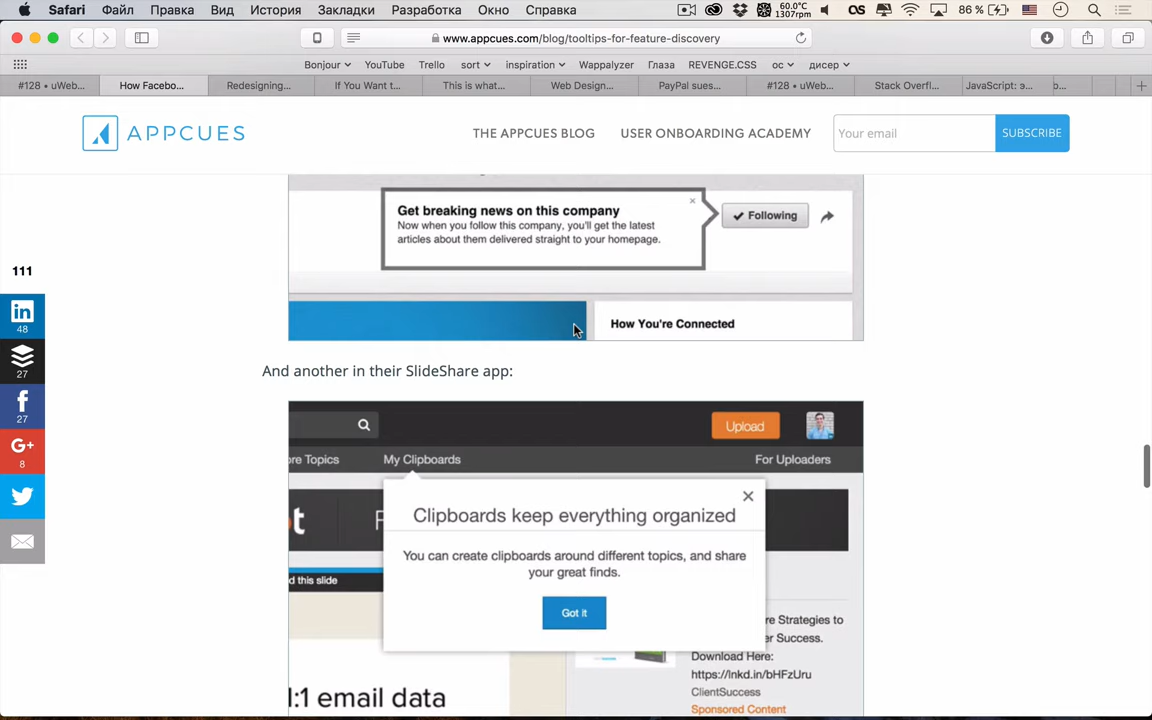 Safari Файл Правка Вид История Закладки Разработка Окно Справка 60.0°C 1307rpm 86 %
www.appcues.com/blog/tooltips-for-feature-discovery
Bonjour YouTube Trello sort inspiration Wappalyzer Глаза REVENGE.CSS ос дисер
#128 • uWeb... How Facebo... Redesigning... If You Want t... This is what... Web Design... PayPal sues... #128 • uWeb... Stack Overfl... JavaScript: э... b...
APPCUES THE APPCUES BLOG USER ONBOARDING ACADEMY Your email SUBSCRIBE
Get breaking news on this company
Now when you follow this company, you'll get the latest
articles about them delivered straight to your homepage.
Following
111
in
48
27
f
27
G+
8
How You're Connected
And another in their SlideShare app:
Upload
ore Topics My Clipboards For Uploaders
Clipboards keep everything organized
You can create clipboards around different topics, and share
your great finds.
Got it
d this slide
re Strategies to
er Success.
Download Here:
https://lnkd.in/bHFzUru
ClientSuccess
Sponsored Content
1:1 email data